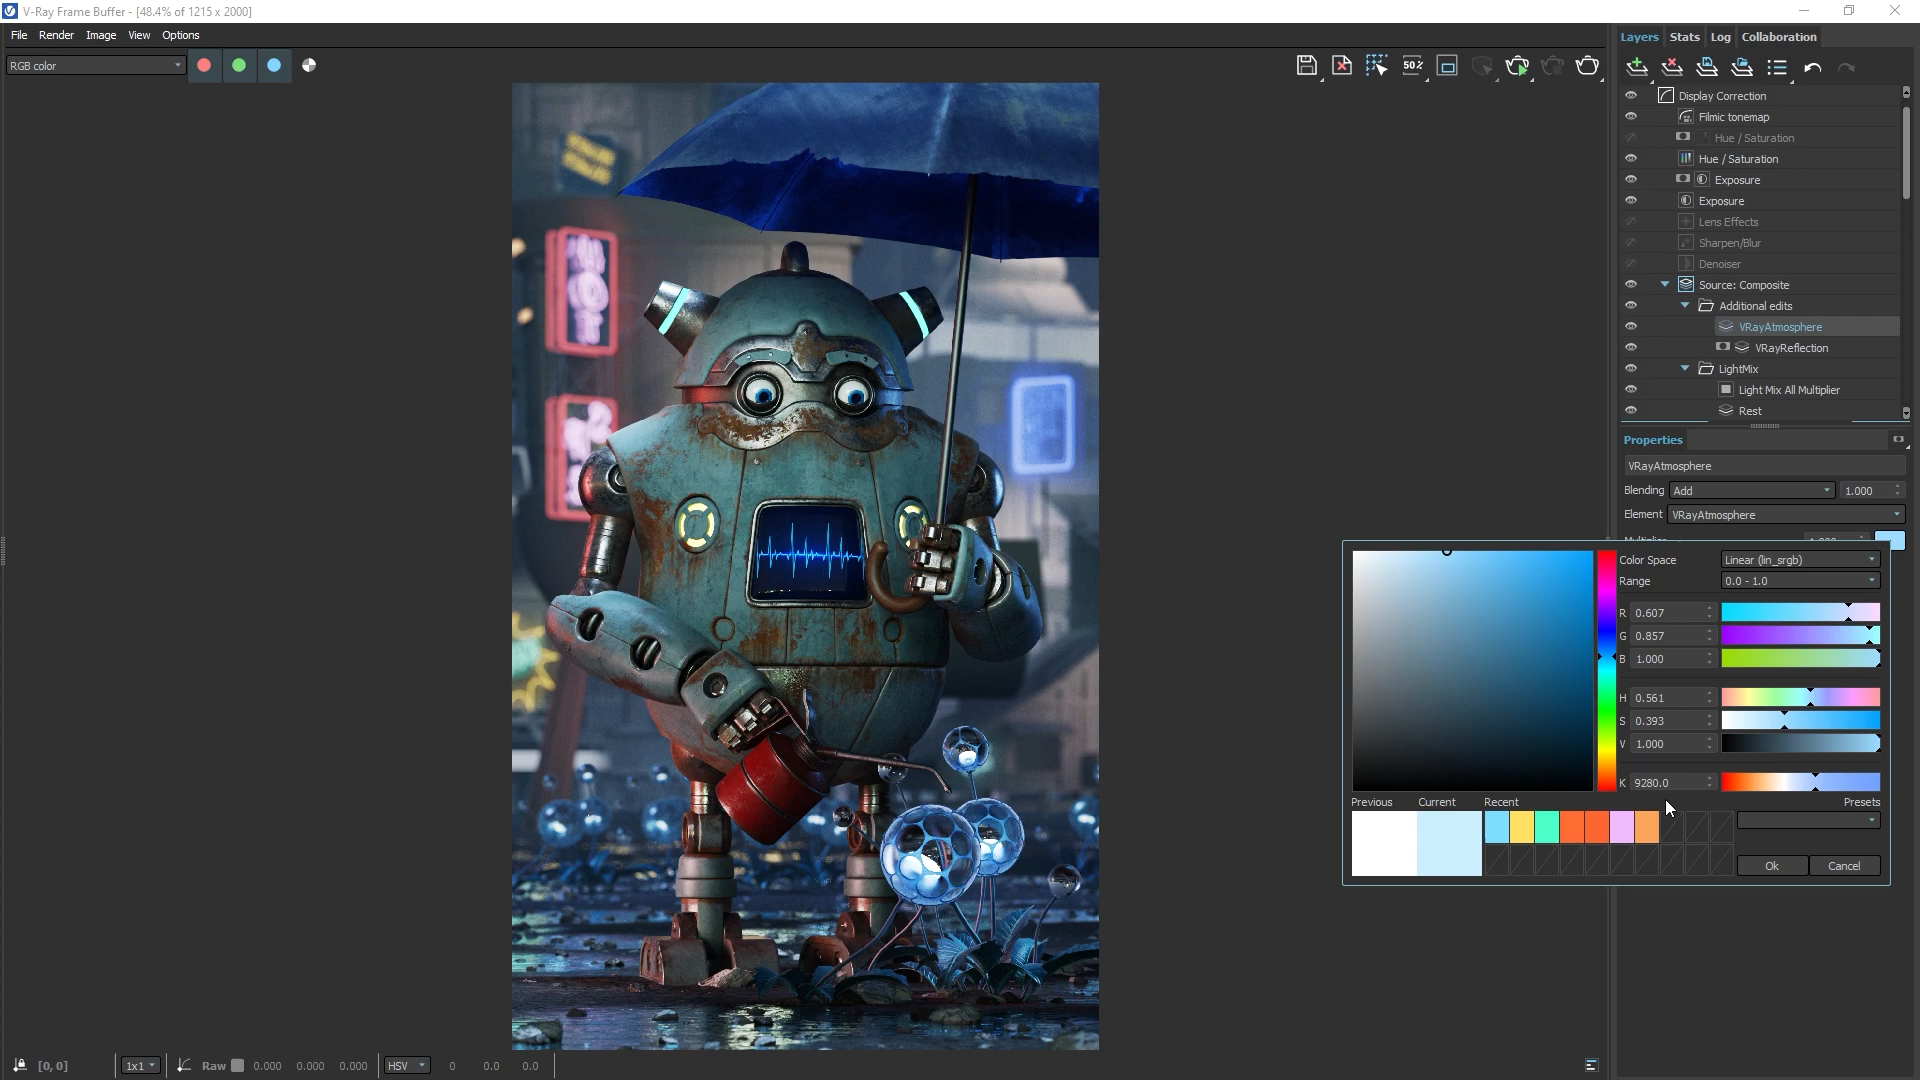 V-Ray Frame Buffer - [48.4% of 1215 x 2000]
File Render Image View Options
RGB color
50%
Layers Stats Log Collaboration
Display Correction
Filmic tonemap
Hue / Saturation
Hue / Saturation
Exposure
Exposure
Lens Effects
Sharpen/Blur
Denoiser
Source: Composite
Additional edits
VRayAtmosphere
VRayReflection
LightMix
Light Mix All Multiplier
Rest
Properties
VRayAtmosphere
Blending Add 1.000
Element VRayAtmosphere
Color Space Linear (lin_srgb)
Range 0.0 - 1.0
R 0.607
G 0.857
B 1.000
H 0.561
S 0.393
V 1.000
K 9280.0
Previous Current Recent Presets
Ok Cancel
[0, 0] 1x1 Raw 0.000 0.000 0.000 HSV 0 0.0 0.0